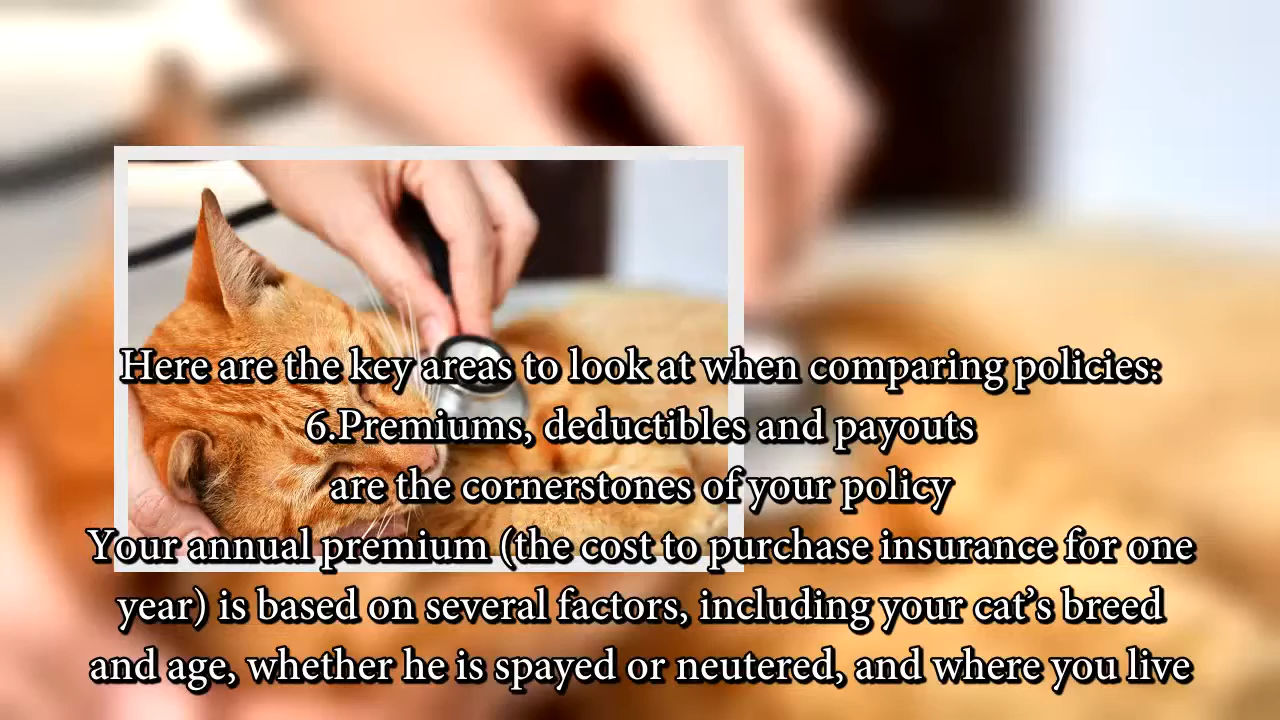 Here are the key areas to look at when comparing policies:
6.Premiums, deductibles and payouts
are the cornerstones of your policy
Your annual premium (the cost to purchase insurance for one
year) is based on several factors, including your cat’s breed
and age, whether he is spayed or neutered, and where you live